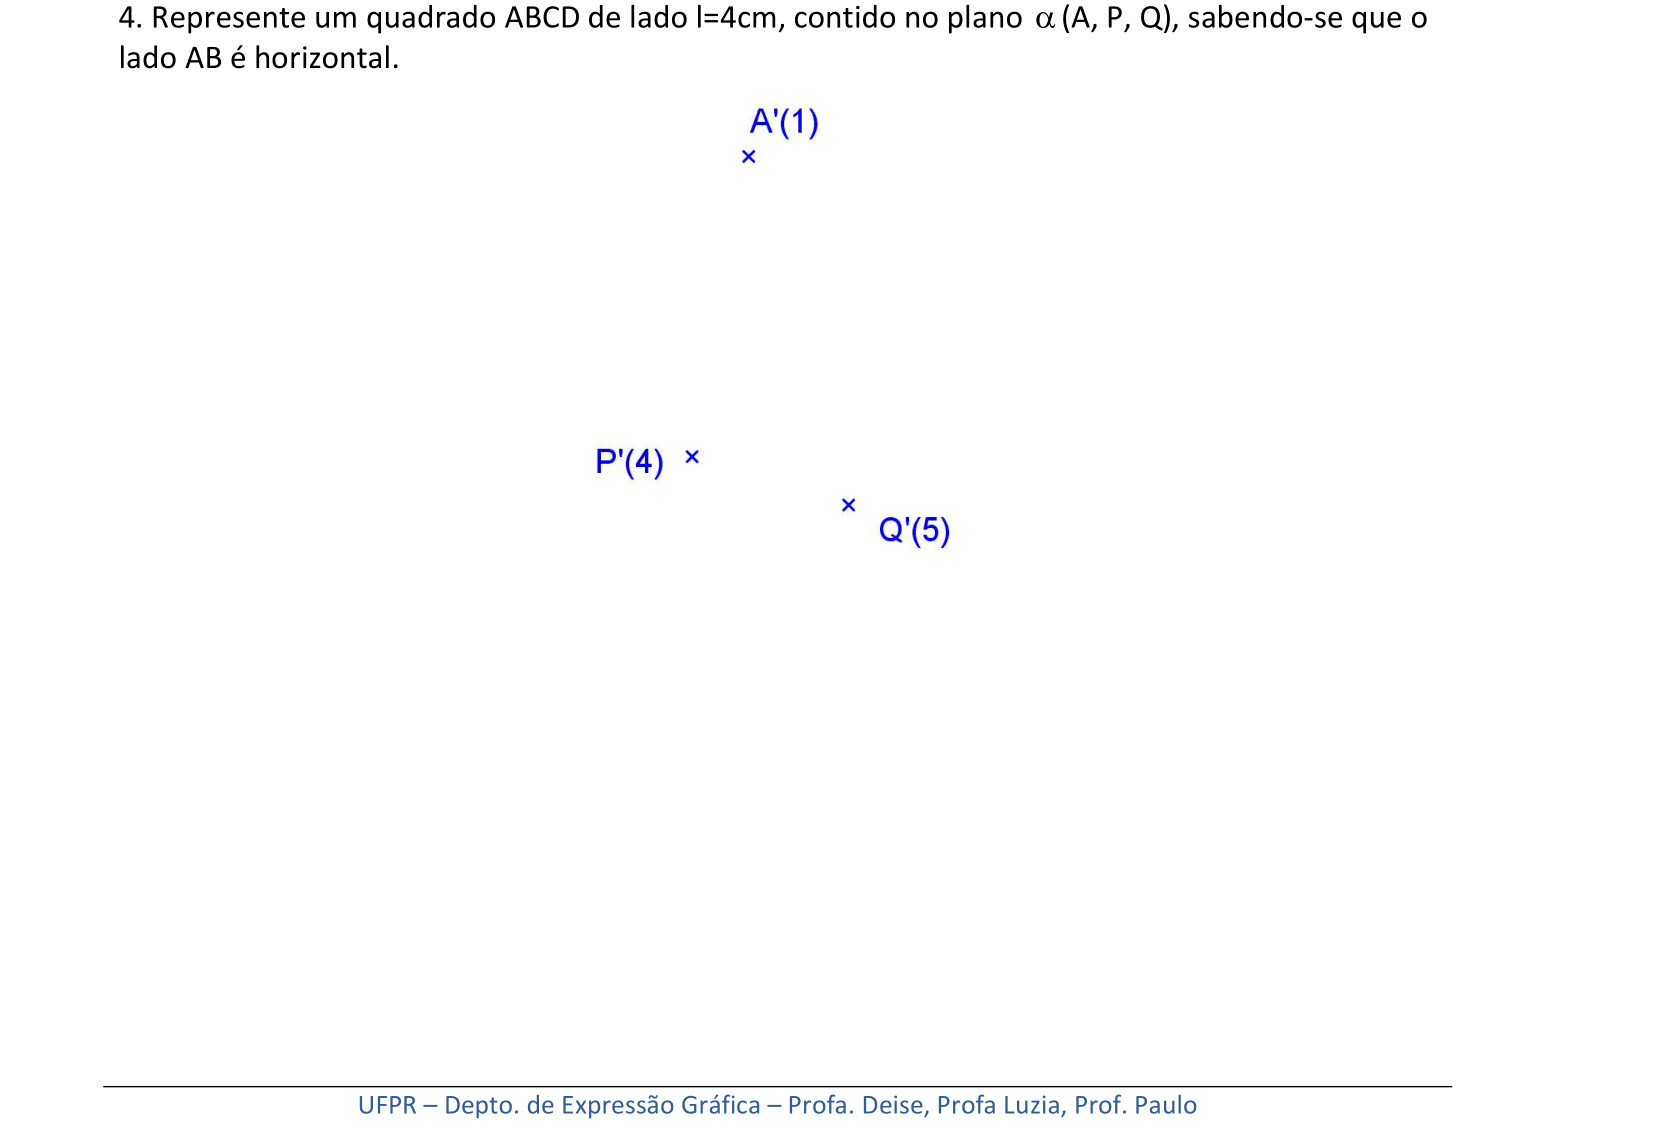 4. Represente um quadrado ABCD de lado l=4cm, contido no plano α (A, P, Q), sabendo-se que o
lado AB é horizontal.
A'(1)
P'(4)
Q'(5)
UFPR – Depto. de Expressão Gráfica – Profa. Deise, Profa Luzia, Prof. Paulo